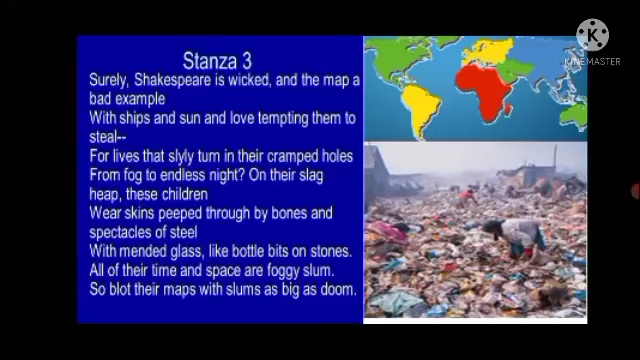 KINEMASTER
Stanza 3
Surely, Shakespeare is wicked, and the map a
bad example
With ships and sun and love tempting them to
steal--
For lives that slyly turn in their cramped holes
From fog to endless night? On their slag
heap, these children
Wear skins peeped through by bones and
spectacles of steel
With mended glass, like bottle bits on stones.
All of their time and space are foggy slum.
So blot their maps with slums as big as doom.